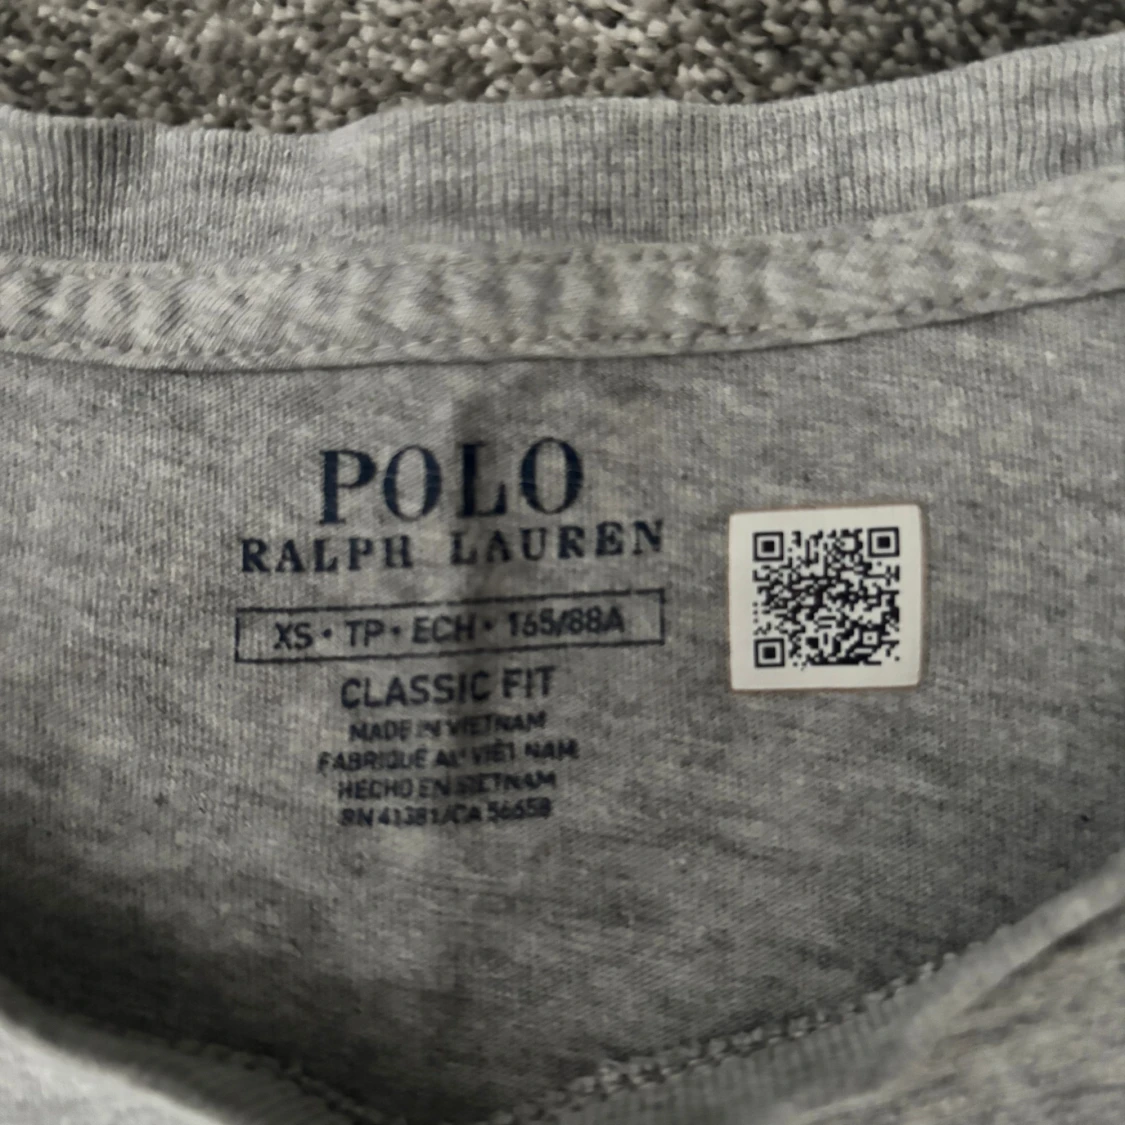 POLO
RALPH LAUREN
XS • TP • ECH • 165/88A
CLASSIC FIT
MADE IN VIETNAM
FABRIQUÉ AU VIÊT NAM
HECHO EN VIETNAM
RN 41381/CA 56658